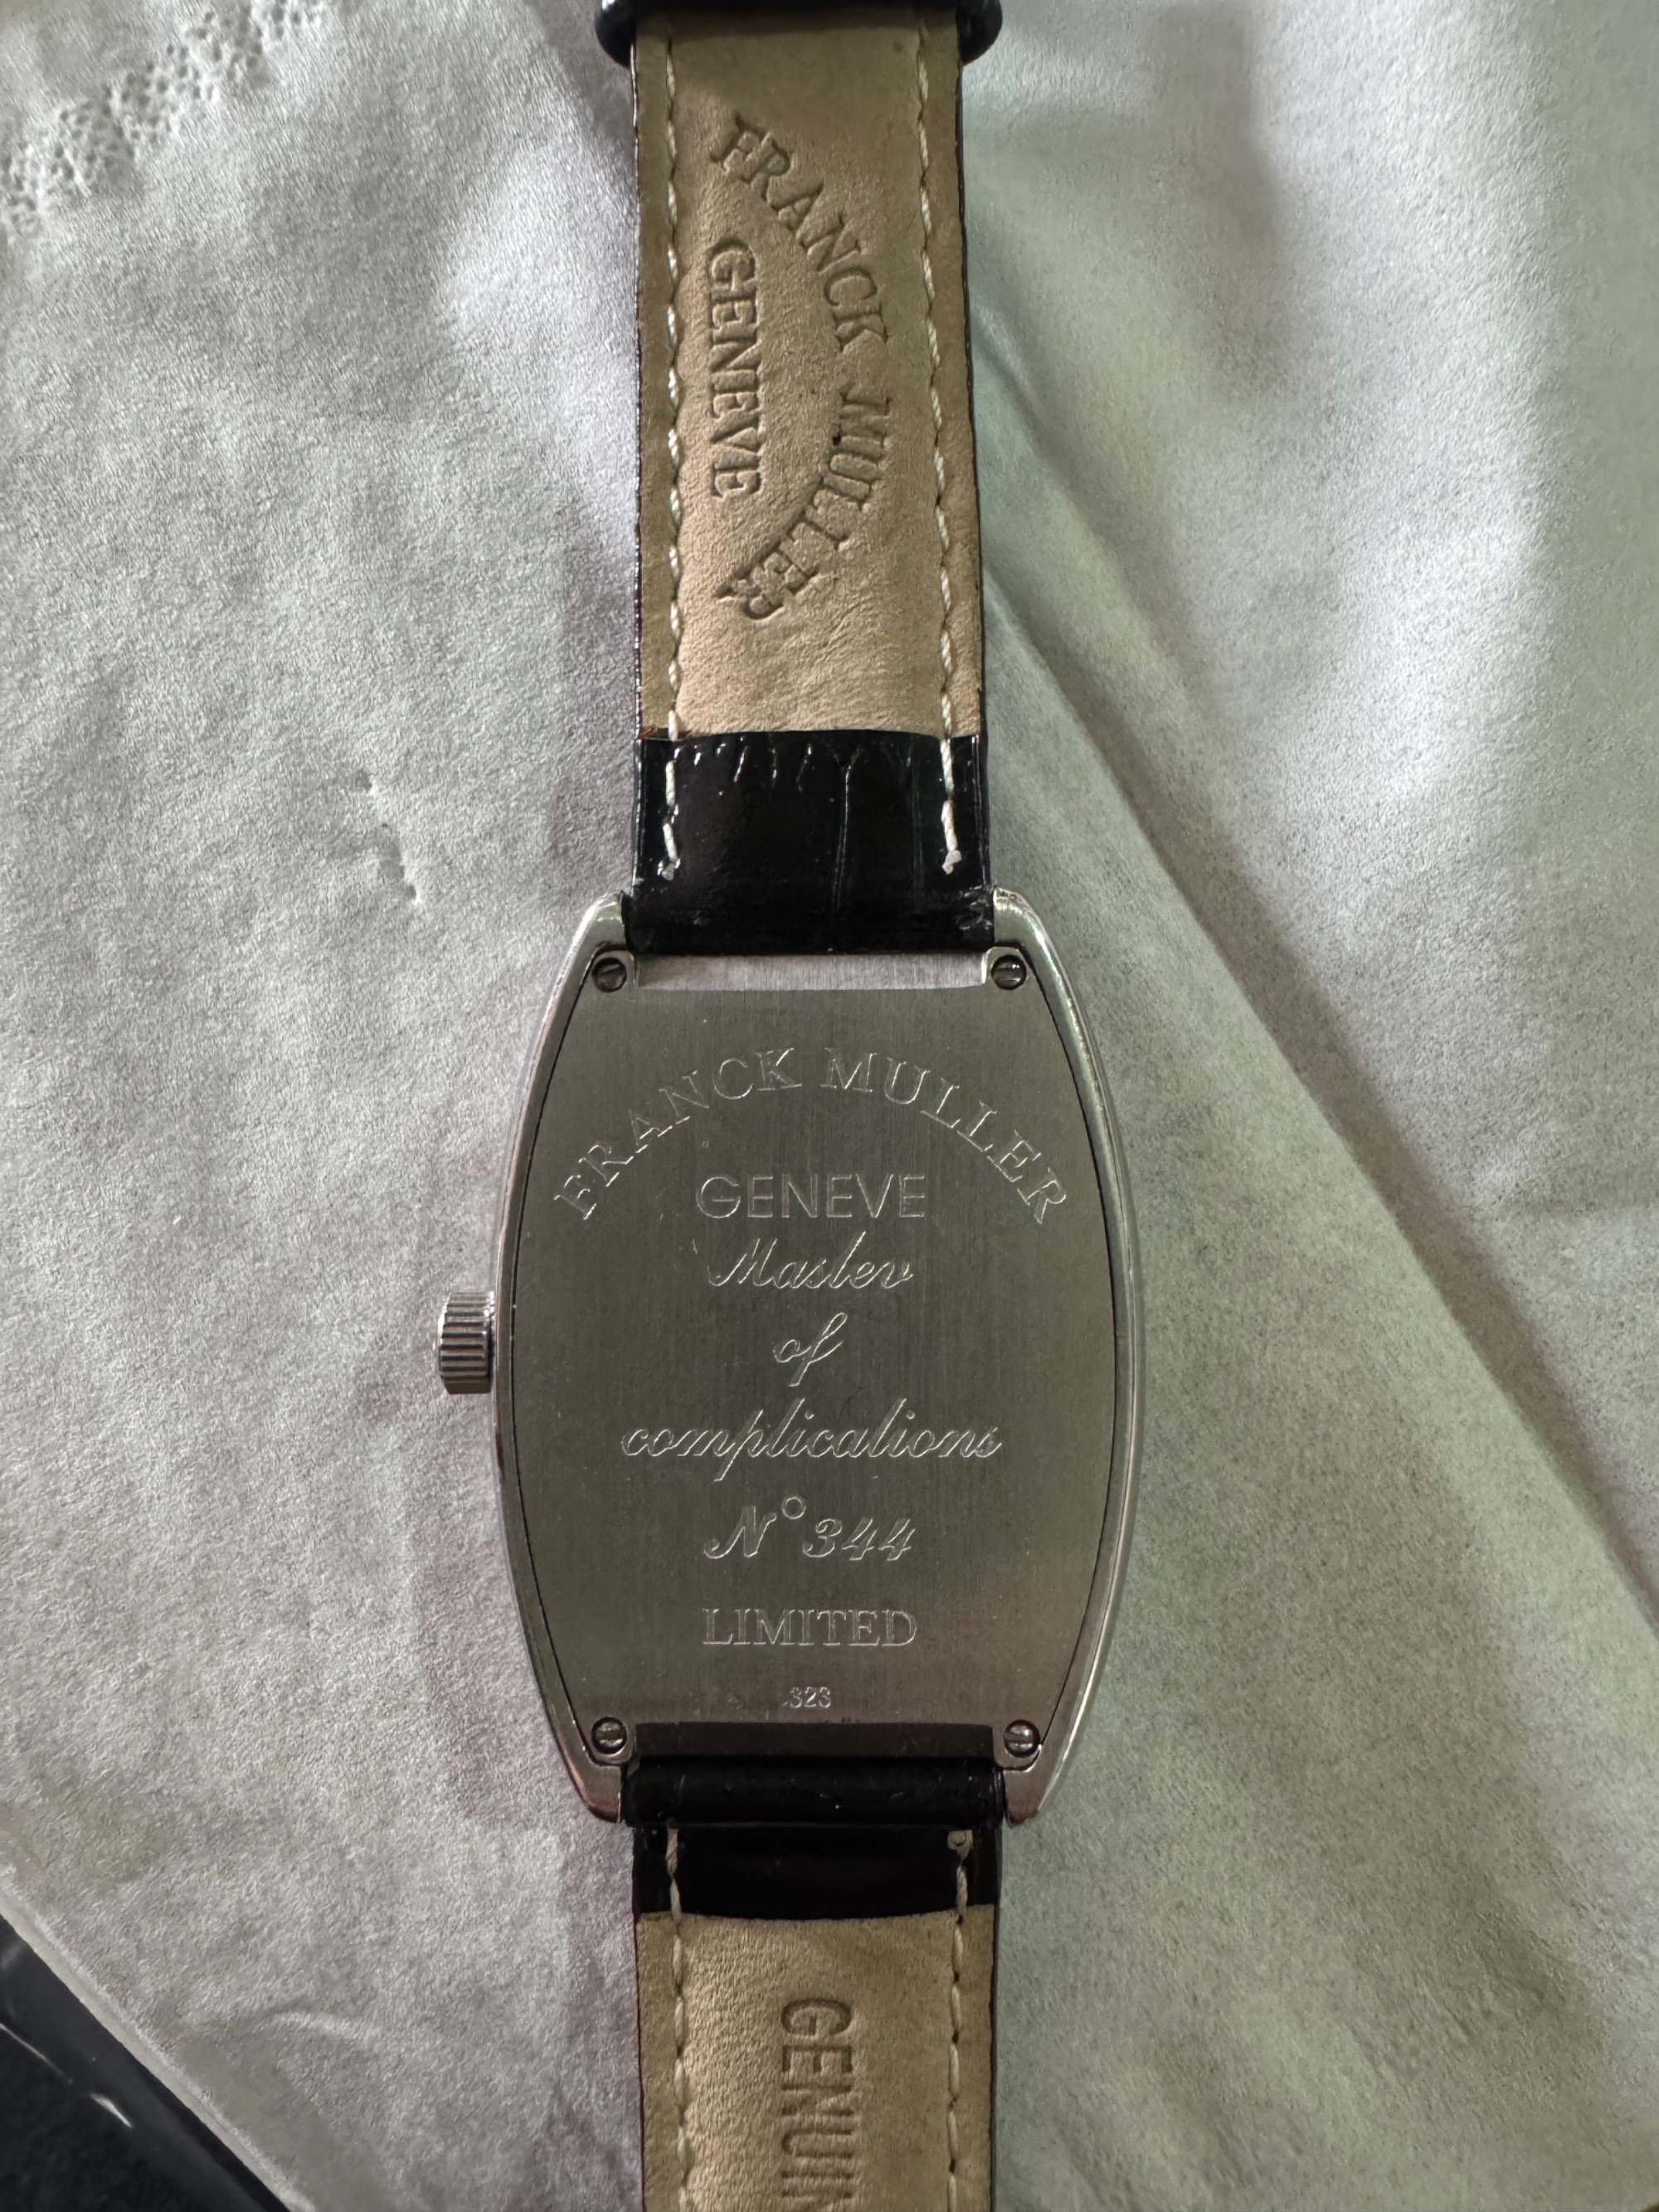 FRANCK MULLER
GENEVE
FRANCK MULLER
GENEVE
Master
of
complications
N°344
LIMITED
323
GENUIN